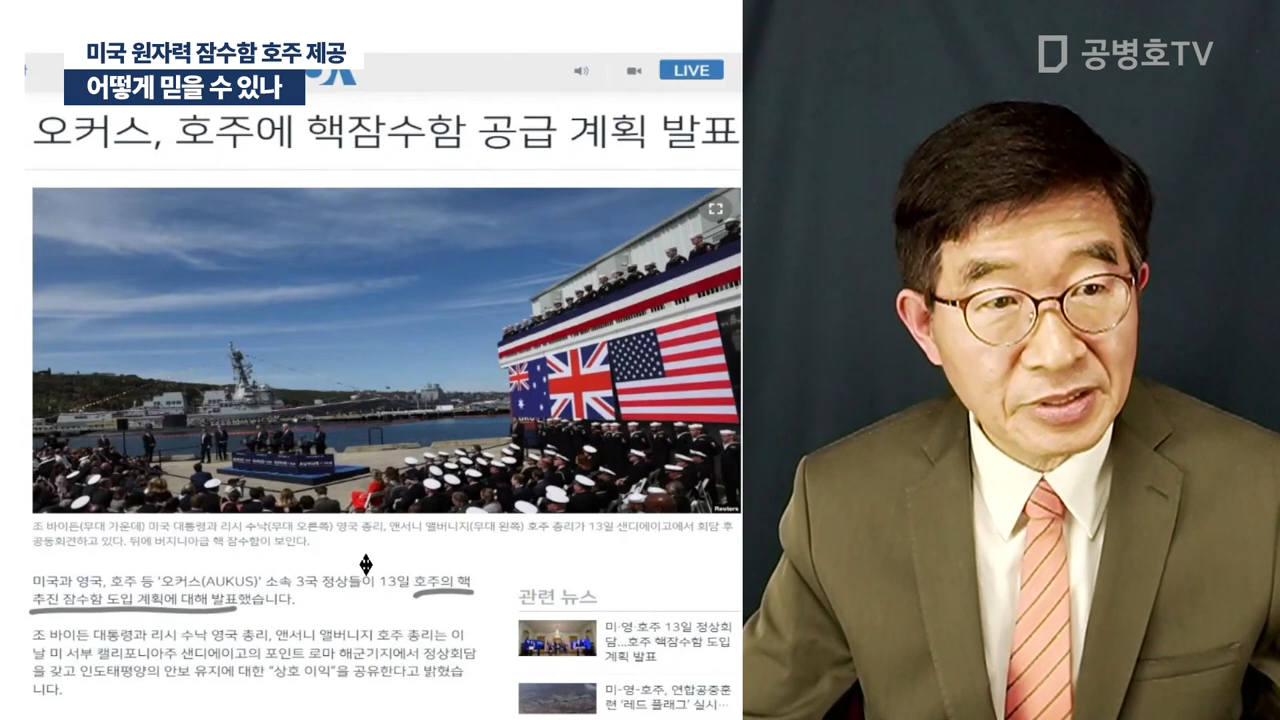 미국 원자력 잠수함 호주 제공
어떻게 믿을 수 있나
LIVE
공병호TV
오커스, 호주에 핵잠수함 공급 계획 발표
AUKUS
Reuters
조 바이든(무대 가운데) 미국 대통령과 리시 수낙(무대 오른쪽) 영국 총리, 앤서니 앨버니지(무대 왼쪽) 호주 총리가 13일 샌디에이고에서 회담 후
공동회견하고 있다. 뒤에 버지니아급 핵 잠수함이 보인다.
미국과 영국, 호주 등 '오커스(AUKUS)' 소속 3국 정상들이 13일 호주의 핵
추진 잠수함 도입 계획에 대해 발표했습니다.
조 바이든 대통령과 리시 수낙 영국 총리, 앤서니 앨버니지 호주 총리는 이
날 미 서부 캘리포니아주 샌디에이고의 포인트 로마 해군기지에서 정상회담
을 갖고 인도태평양의 안보 유지에 대한 “상호 이익”을 공유한다고 밝혔습
니다.
관련 뉴스
미·영·호주 13일 정상회
담...호주 핵잠수함 도입
계획 발표
미-영-호주, 연합공중훈
련 ‘레드 플래그’ 실시…